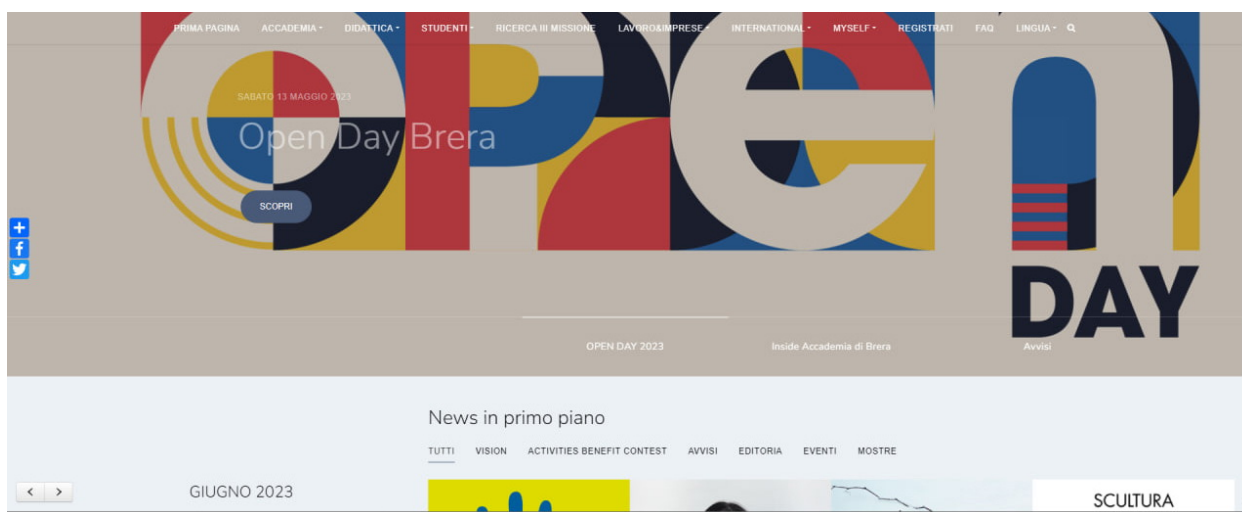 PRIMA PAGINA ACCADEMIA DIDATTICA STUDENTI RICERCA III MISSIONE LAVORO&IMPRESE INTERNATIONAL MYSELF REGISTRATI FAQ LINGUA
SABATO 13 MAGGIO 2023
Open Day Brera
SCOPRI
open
DAY
OPEN DAY 2023 Inside Accademia di Brera Avvisi
News in primo piano
TUTTI VISION ACTIVITIES BENEFIT CONTEST AVVISI EDITORIA EVENTI MOSTRE
GIUGNO 2023
SCULTURA